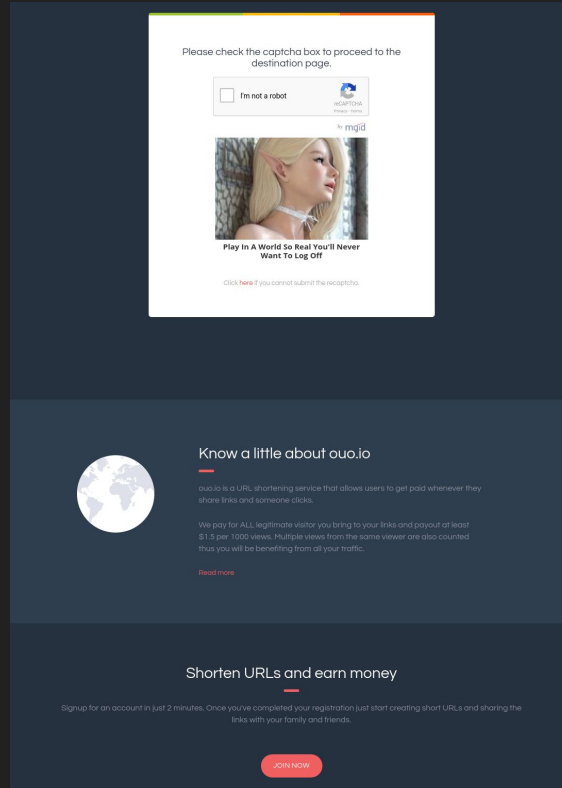 Please check the captcha box to proceed to the
destination page.
I'm not a robot
reCAPTCHA
Privacy - Terms
by mgid
Play In A World So Real You'll Never
Want To Log Off
Click here if you cannot submit the recaptcha.
Know a little about ouo.io
ouo.io is a URL shortening service that allows users to get paid whenever they
share links and someone clicks.
We pay for ALL legitimate visitor you bring to your links and payout at least
$1.5 per 1000 views. Multiple views from the same viewer are also counted
thus you will be benefiting from all your traffic.
Read more
Shorten URLs and earn money
Signup for an account in just 2 minutes. Once you've completed your registration just start creating short URLs and sharing the
links with your family and friends.
JOIN NOW